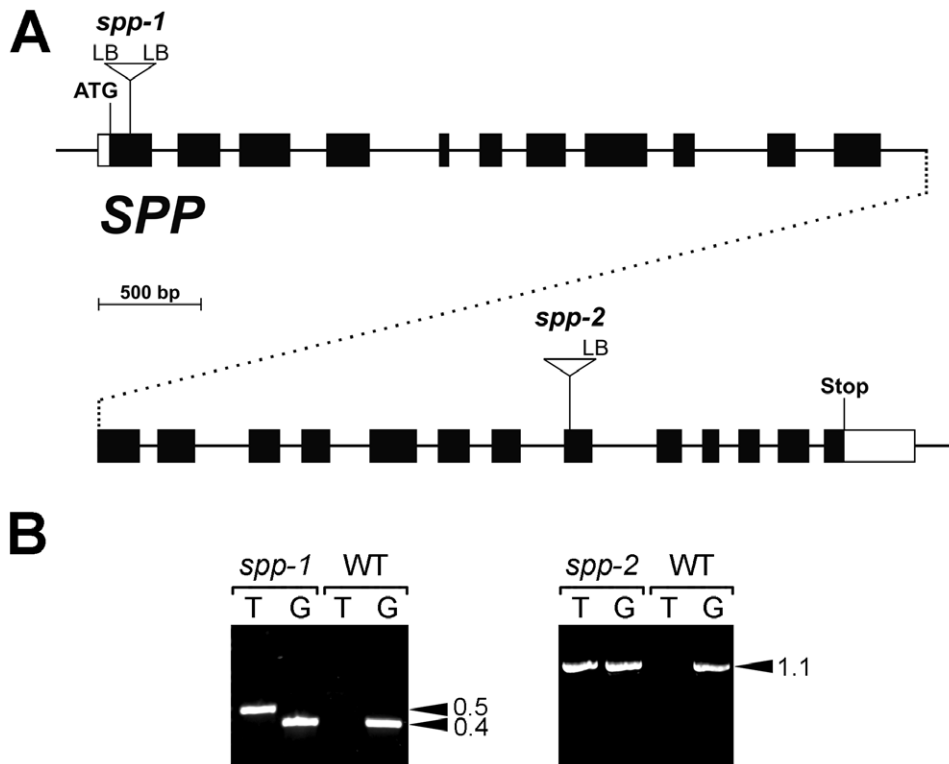 A
spp-1
LB LB
ATG
SPP
500 bp
spp-2
LB
Stop
B
spp-1 WT spp-2 WT
T G T G T G T G
1.1
0.5
0.4